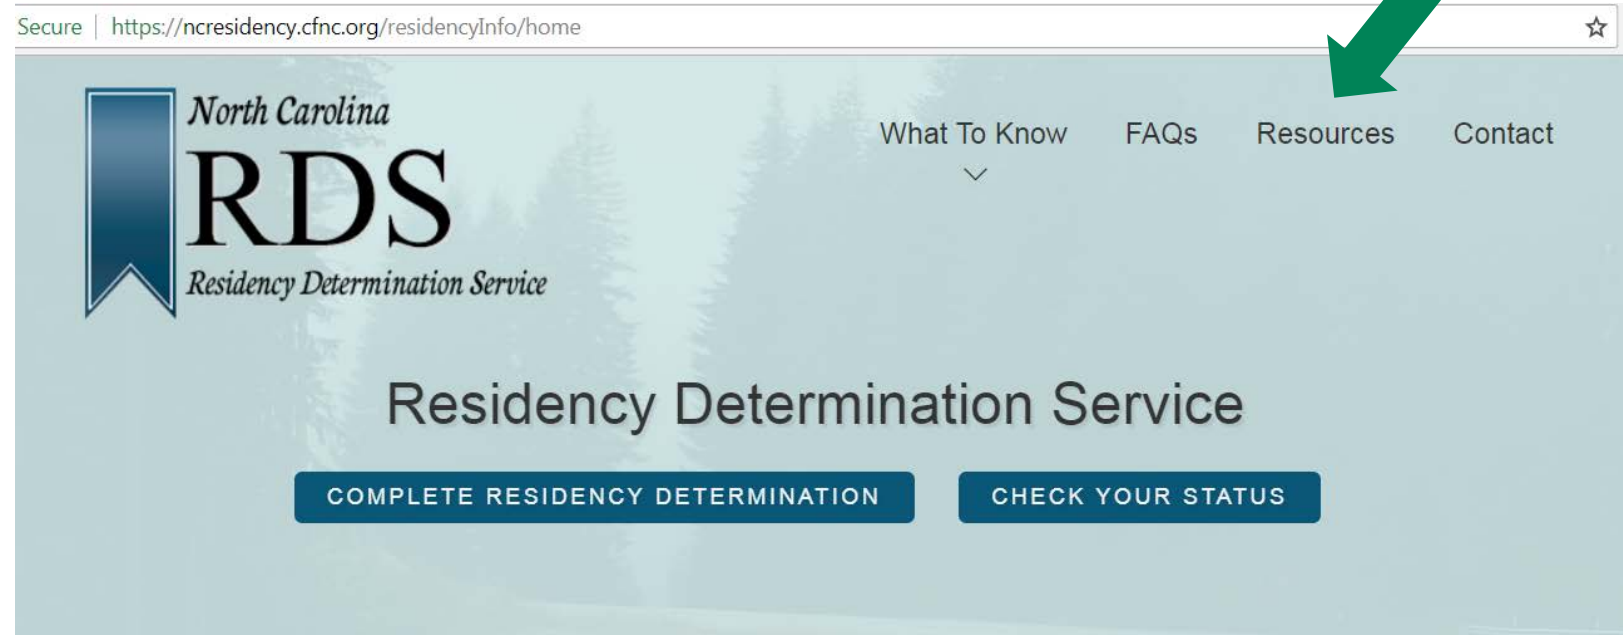 Secure | https://ncresidency.cfnc.org/residencyInfo/home
North Carolina
RDS
Residency Determination Service
What To Know FAQs Resources Contact
Residency Determination Service
COMPLETE RESIDENCY DETERMINATION CHECK YOUR STATUS